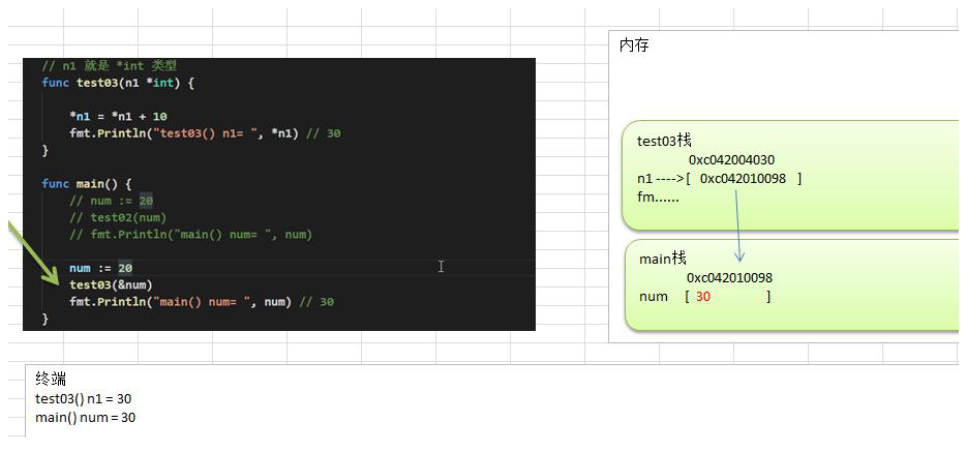 // n1 就是 *int 类型
func test03(n1 *int) {
*n1 = *n1 + 10
fmt.Println("test03() n1= ", *n1) // 30
}
func main() {
// num := 20
// test02(num)
// fmt.Println("main() num= ", num)
num := 20
test03(&num)
fmt.Println("main() num= ", num) // 30
}
内存
test03栈
0xc042004030
n1 ---->[ 0xc042010098 ]
fm......
main栈
0xc042010098
num [ 30 ]
终端
test03() n1 = 30
main() num = 30